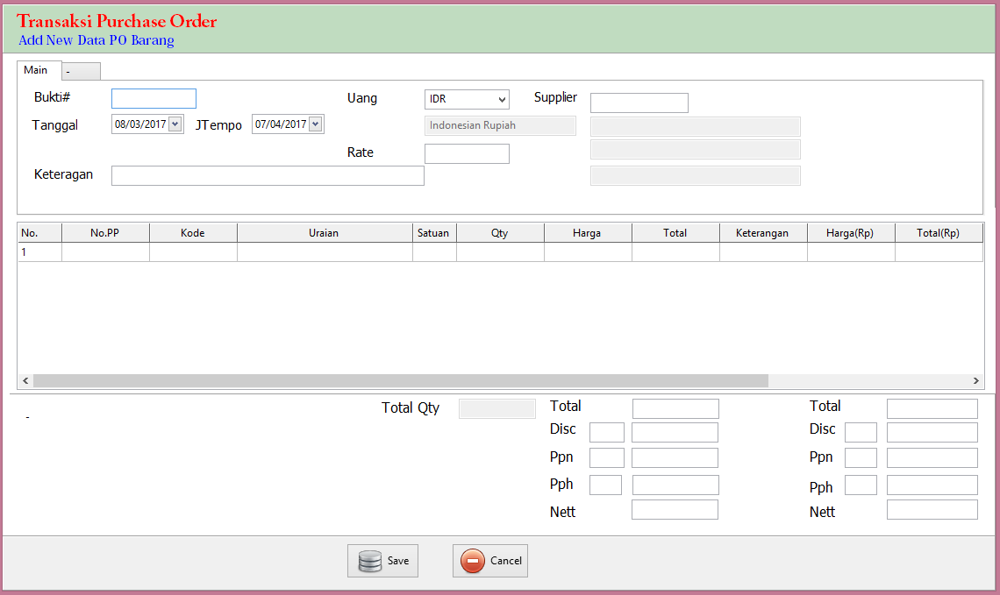 Transaksi Purchase Order
Add New Data PO Barang
Main -
Bukti# Uang IDR Supplier
Tanggal 08/03/2017 JTempo 07/04/2017 Indonesian Rupiah
Rate
Keteragan
No. No.PP Kode Uraian Satuan Qty Harga Total Keterangan Harga(Rp) Total(Rp)
1
Total Qty Total Total
-
Disc Disc
Ppn Ppn
Pph Pph
Nett Nett
Save Cancel